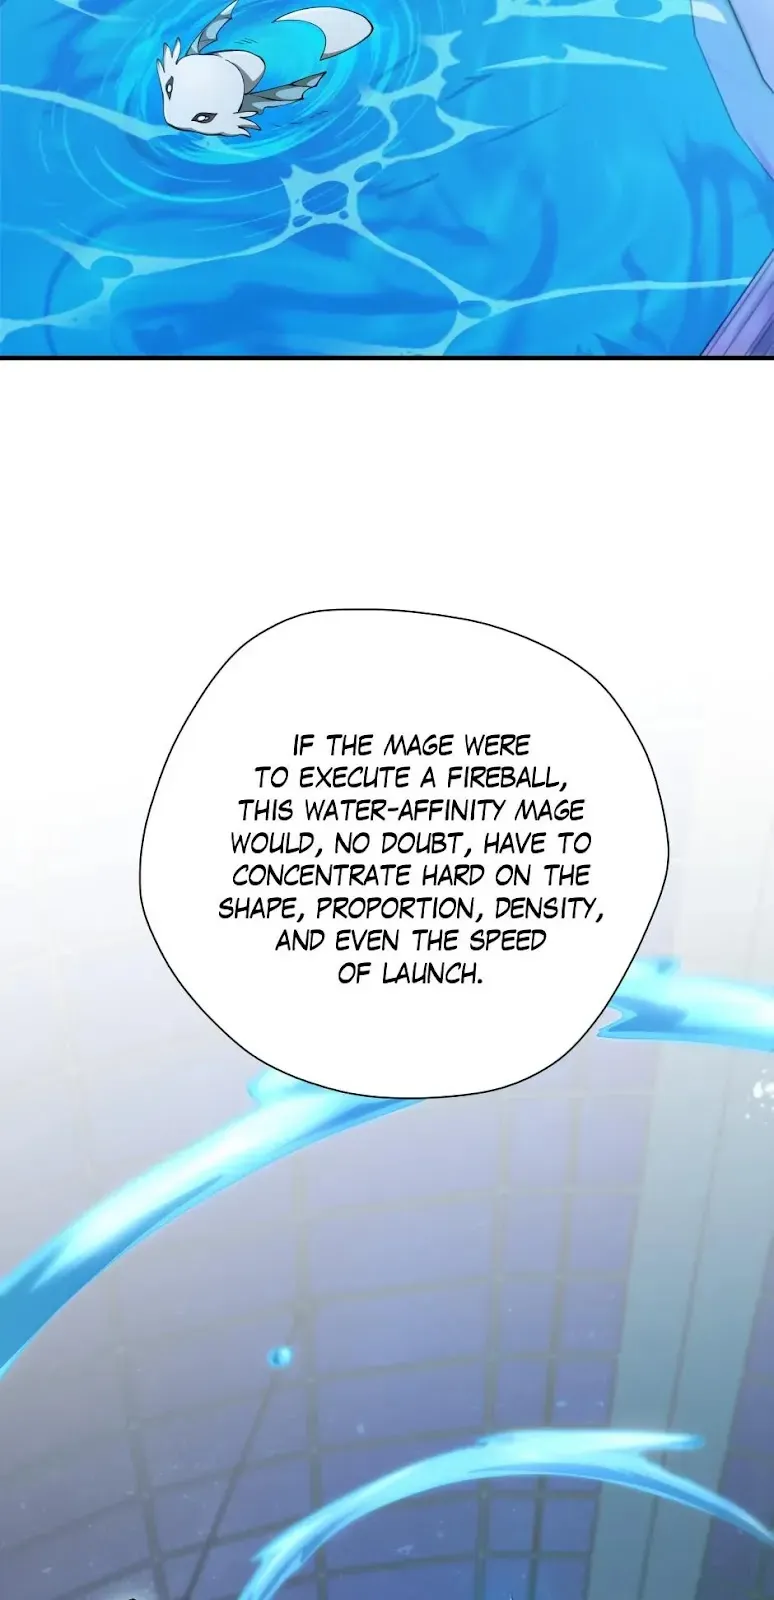 IF THE MAGE WERE
TO EXECUTE A FIREBALL,
THIS WATER-AFFINITY MAGE
WOULD, NO DOUBT, HAVE TO
CONCENTRATE HARD ON THE
SHAPE, PROPORTION, DENSITY,
AND EVEN THE SPEED
OF LAUNCH.